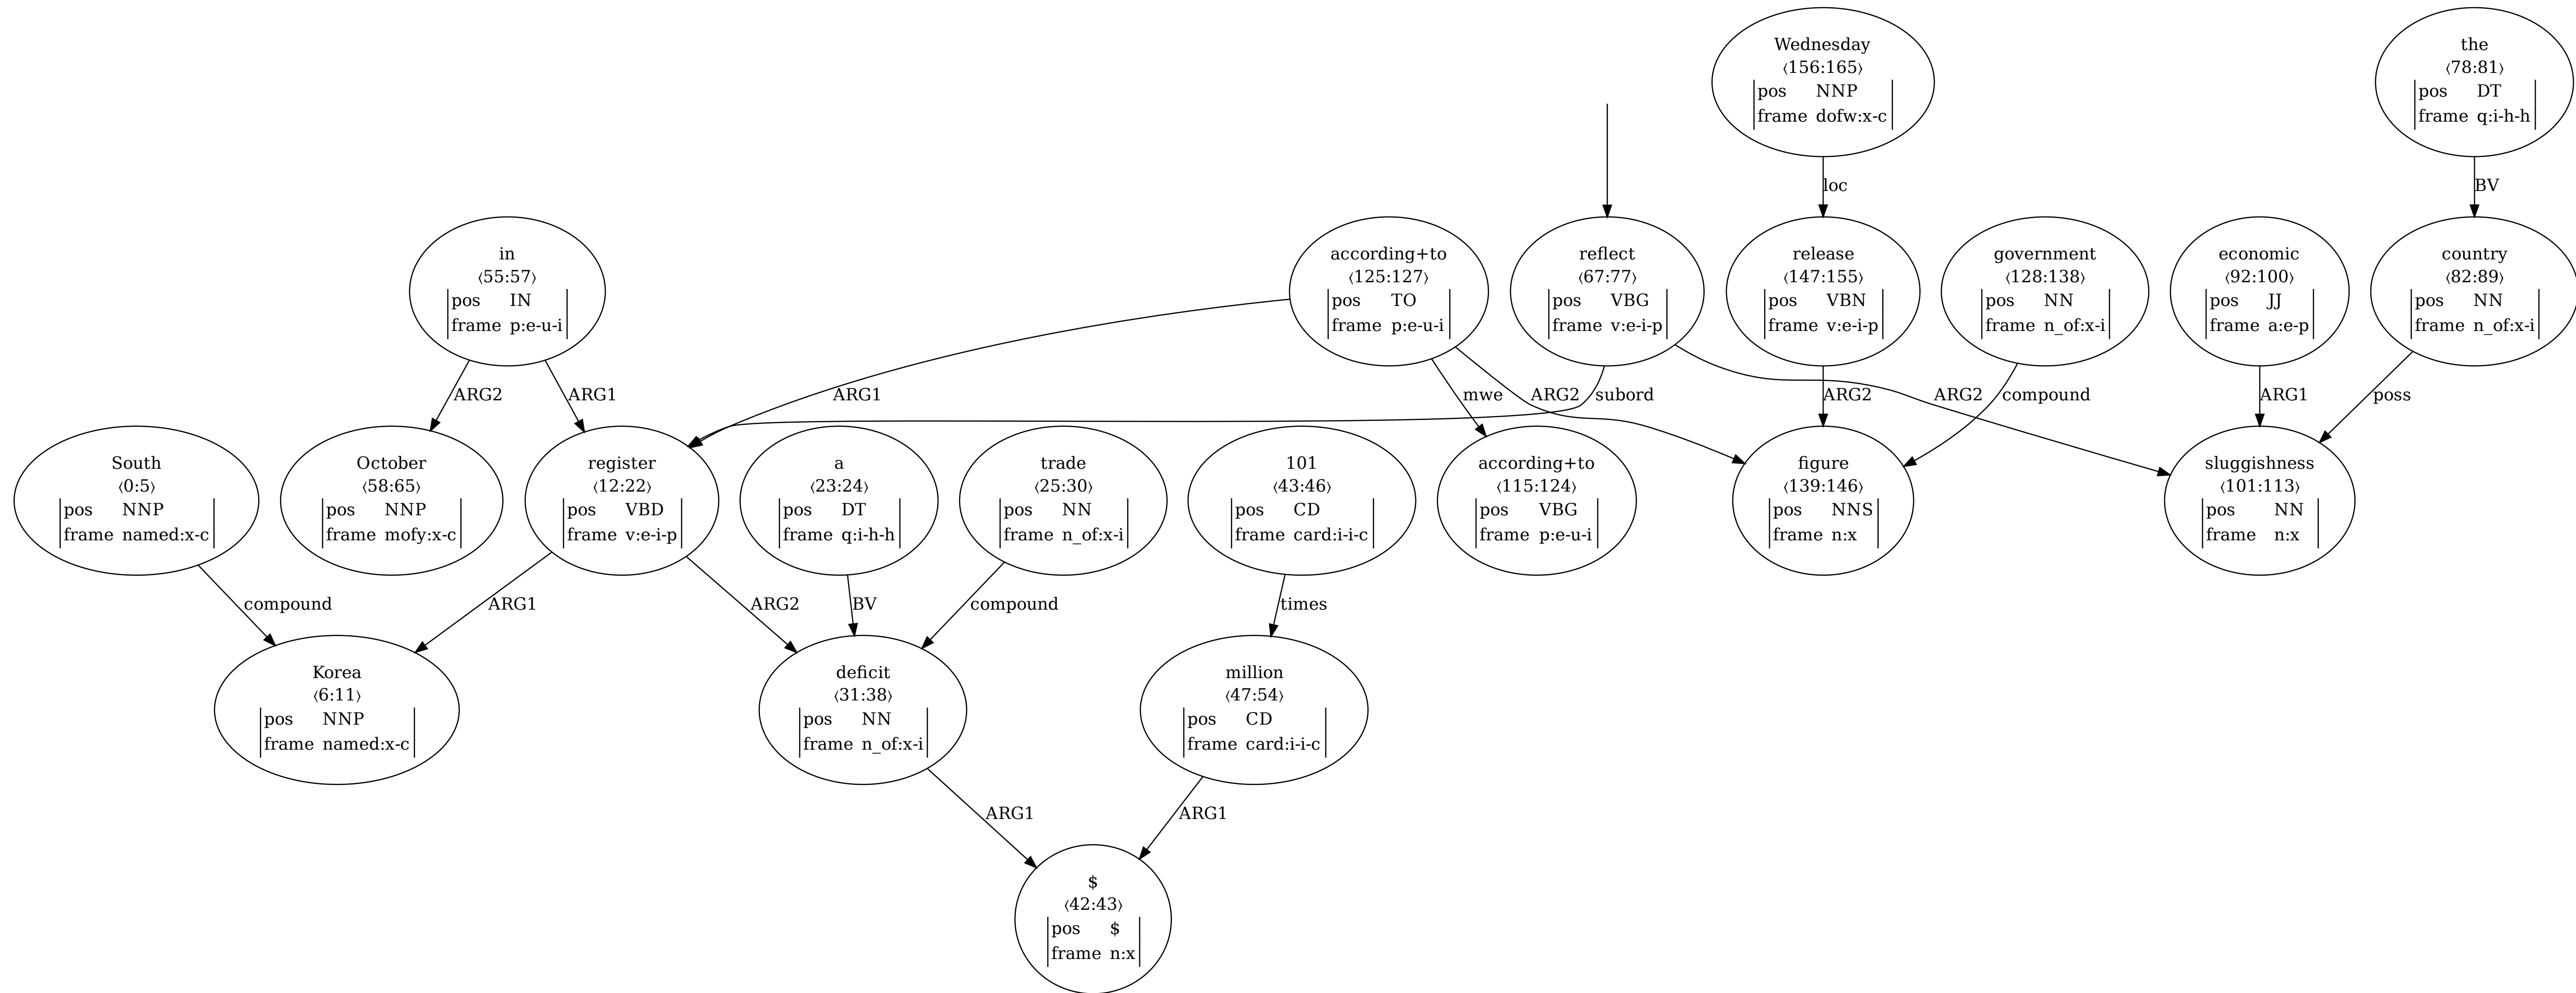 Wednesday
⟨156:165⟩
pos NNP
frame dofw:x-c
the
⟨78:81⟩
pos DT
frame q:i-h-h
loc
BV
in
⟨55:57⟩
pos IN
frame p:e-u-i
according+to
⟨125:127⟩
pos TO
frame p:e-u-i
reflect
⟨67:77⟩
pos VBG
frame v:e-i-p
release
⟨147:155⟩
pos VBN
frame v:e-i-p
government
⟨128:138⟩
pos NN
frame n_of:x-i
economic
⟨92:100⟩
pos JJ
frame a:e-p
country
⟨82:89⟩
pos NN
frame n_of:x-i
ARG2
ARG1
ARG1
mwe
ARG2
subord
ARG2
ARG2
compound
ARG1
poss
South
⟨0:5⟩
pos NNP
frame named:x-c
October
⟨58:65⟩
pos NNP
frame mofy:x-c
register
⟨12:22⟩
pos VBD
frame v:e-i-p
a
⟨23:24⟩
pos DT
frame q:i-h-h
trade
⟨25:30⟩
pos NN
frame n_of:x-i
101
⟨43:46⟩
pos CD
frame card:i-i-c
according+to
⟨115:124⟩
pos VBG
frame p:e-u-i
figure
⟨139:146⟩
pos NNS
frame n:x
sluggishness
⟨101:113⟩
pos NN
frame n:x
compound
ARG1
ARG2
BV
compound
times
Korea
⟨6:11⟩
pos NNP
frame named:x-c
deficit
⟨31:38⟩
pos NN
frame n_of:x-i
million
⟨47:54⟩
pos CD
frame card:i-i-c
ARG1
ARG1
$
⟨42:43⟩
pos $
frame n:x